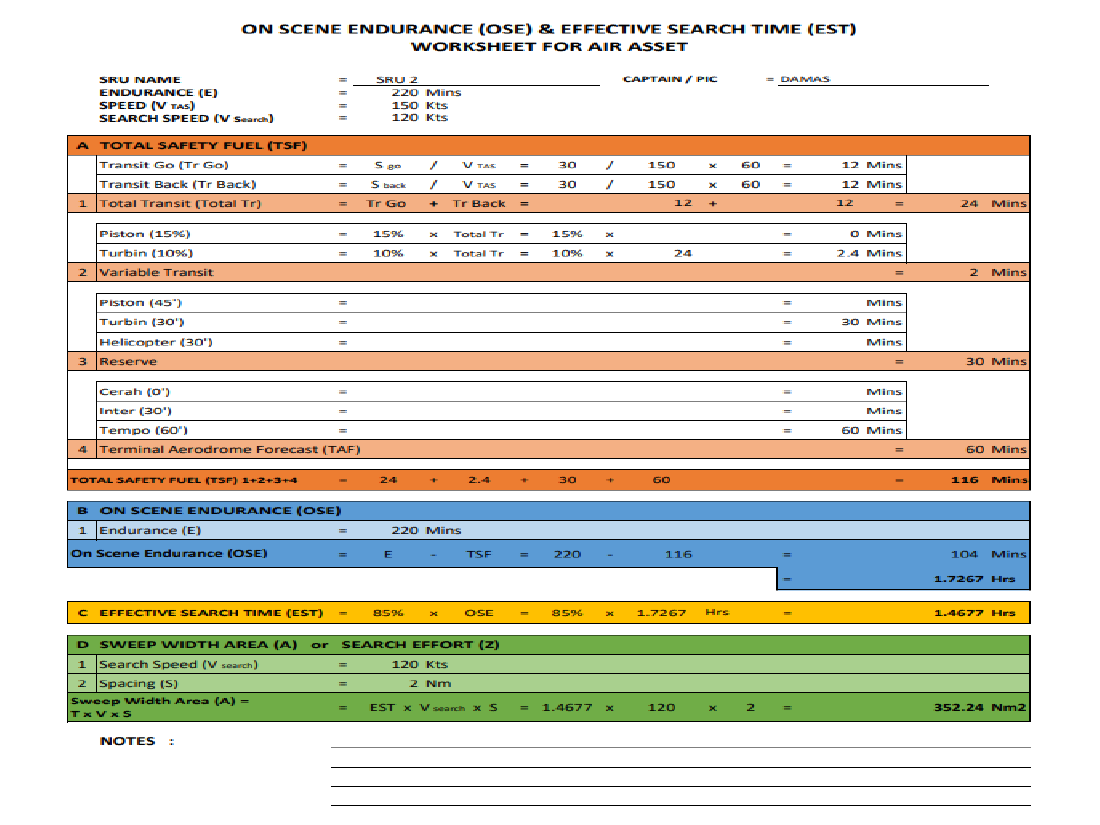 ON SCENE ENDURANCE (OSE) & EFFECTIVE SEARCH TIME (EST)
WORKSHEET FOR AIR ASSET
SRU NAME = SRU 2 CAPTAIN / PIC = DAMAS
ENDURANCE (E) = 220 Mins
SPEED (V TAS) = 150 Kts
SEARCH SPEED (V Search) = 120 Kts
A TOTAL SAFETY FUEL (TSF)
Transit Go (Tr Go) = S go / V TAS = 30 / 150 x 60 = 12 Mins
Transit Back (Tr Back) = S back / V TAS = 30 / 150 x 60 = 12 Mins
1 Total Transit (Total Tr) = Tr Go + Tr Back = 12 + 12 = 24 Mins
Piston (15%) = 15% x Total Tr = 15% x = 0 Mins
Turbin (10%) = 10% x Total Tr = 10% x 24 = 2.4 Mins
2 Variable Transit = 2 Mins
Piston (45') = = Mins
Turbin (30') = = 30 Mins
Helicopter (30') = = Mins
3 Reserve = 30 Mins
Cerah (0') = = Mins
Inter (30') = = Mins
Tempo (60') = = 60 Mins
4 Terminal Aerodrome Forecast (TAF) = 60 Mins
TOTAL SAFETY FUEL (TSF) 1+2+3+4 = 24 + 2.4 + 30 + 60 = 116 Mins
B ON SCENE ENDURANCE (OSE)
1 Endurance (E) = 220 Mins
On Scene Endurance (OSE) = E - TSF = 220 - 116 = 104 Mins
= 1.7267 Hrs
C EFFECTIVE SEARCH TIME (EST) = 85% x OSE = 85% x 1.7267 Hrs = 1.4677 Hrs
D SWEEP WIDTH AREA (A) or SEARCH EFFORT (Z)
1 Search Speed (V search) = 120 Kts
2 Spacing (S) = 2 Nm
Sweep Width Area (A) =
T x V x S = EST x V search x S = 1.4677 x 120 x 2 = 352.24 Nm2
NOTES :